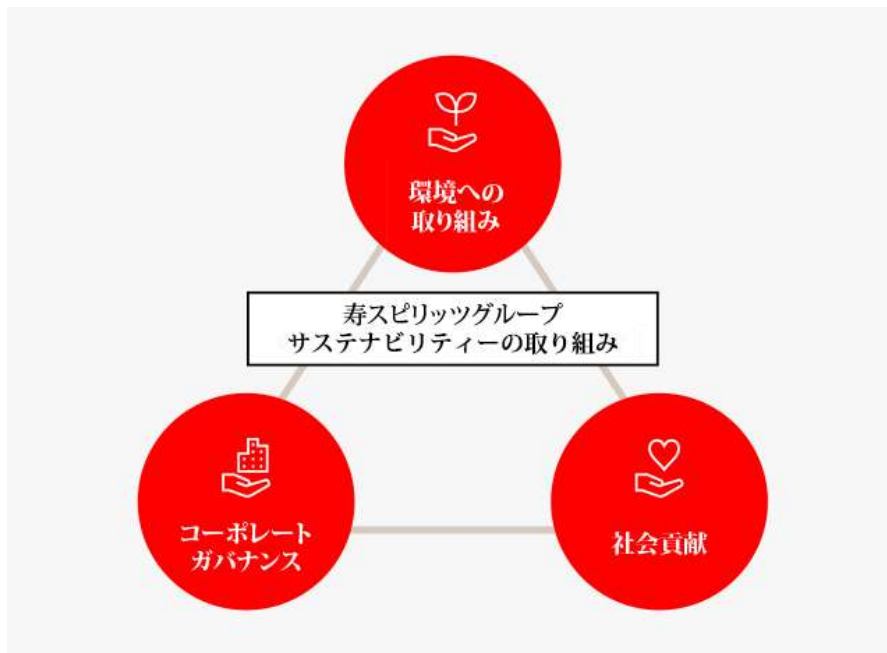 環境への
取り組み
寿スピリッツグループ
サステナビリティーの取り組み
コーポレート
ガバナンス
社会貢献